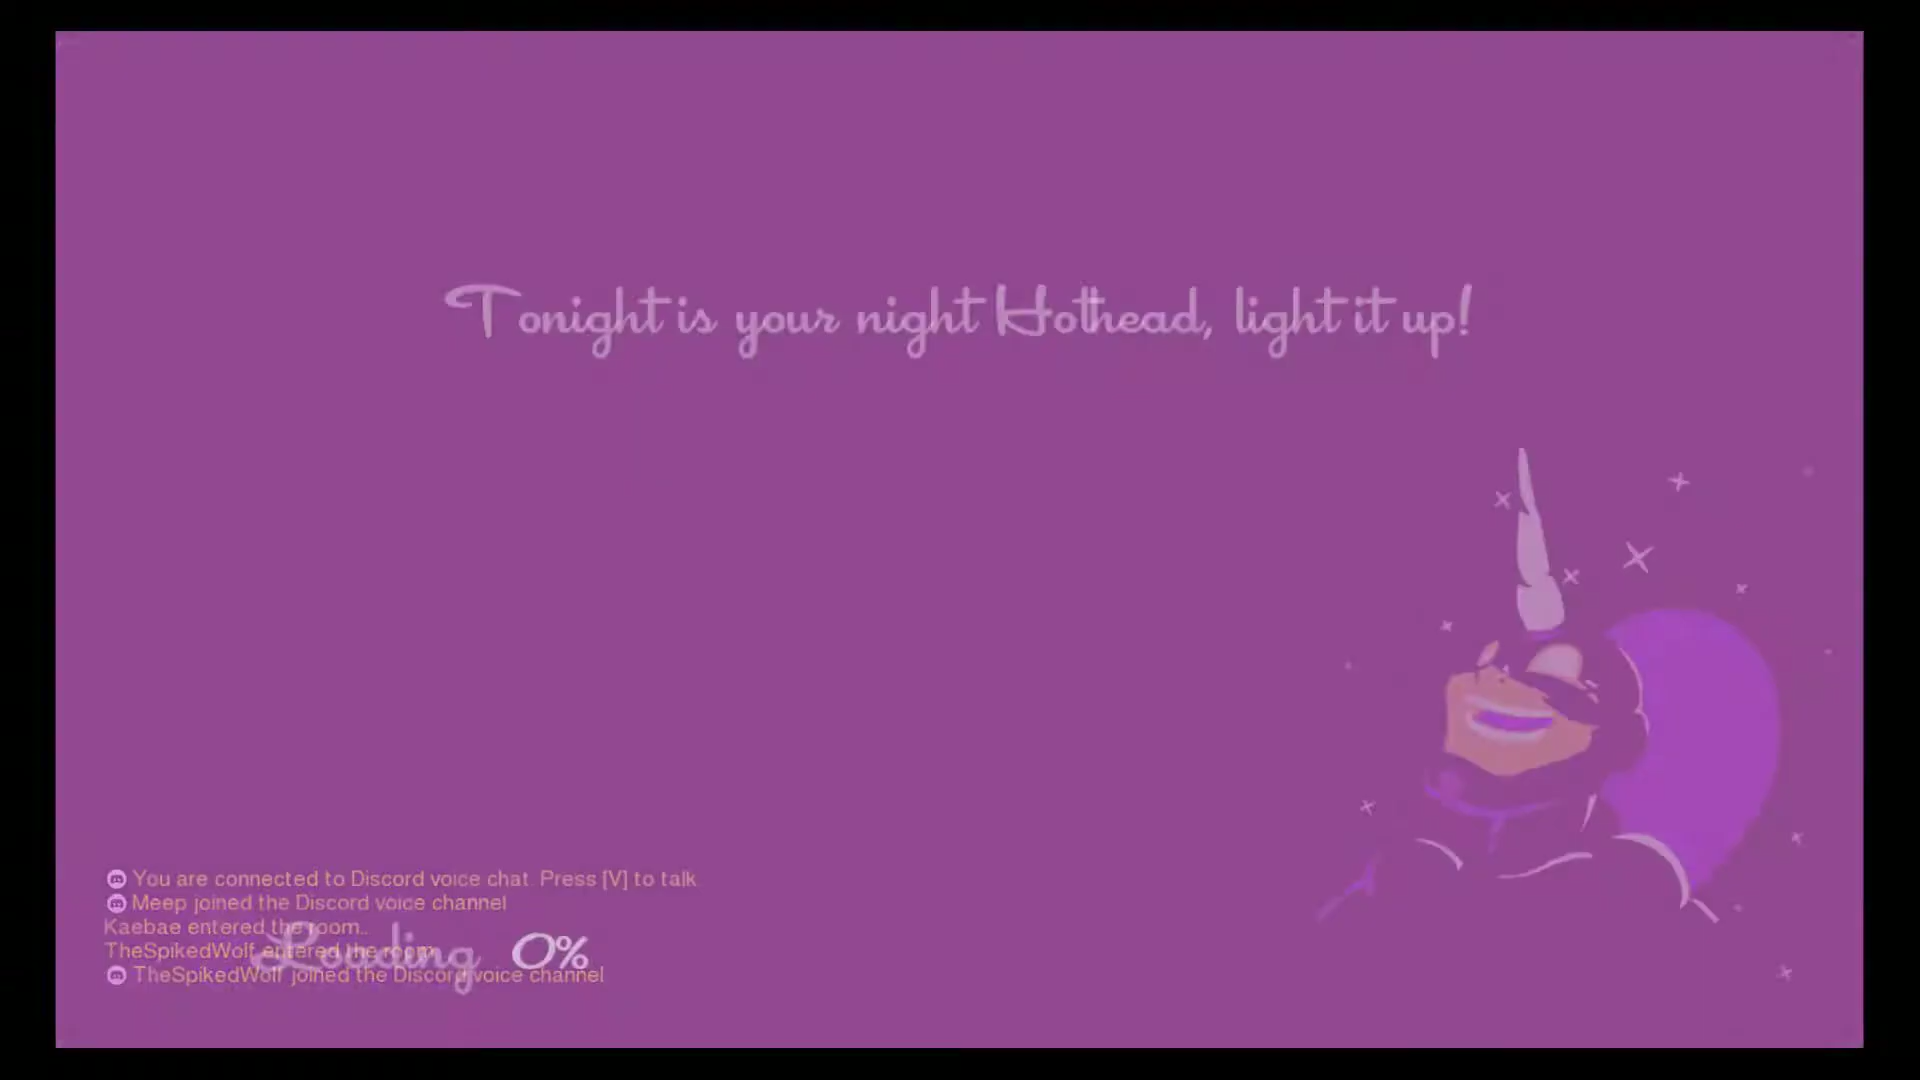 Tonight is your night Hothead, light it up!
You are connected to Discord voice chat. Press [V] to talk
Meep joined the Discord voice channel
Kaebae entered the room..
TheSpikedWolf entered the room..
TheSpikedWolf joined the Discord voice channel
Loading 0%